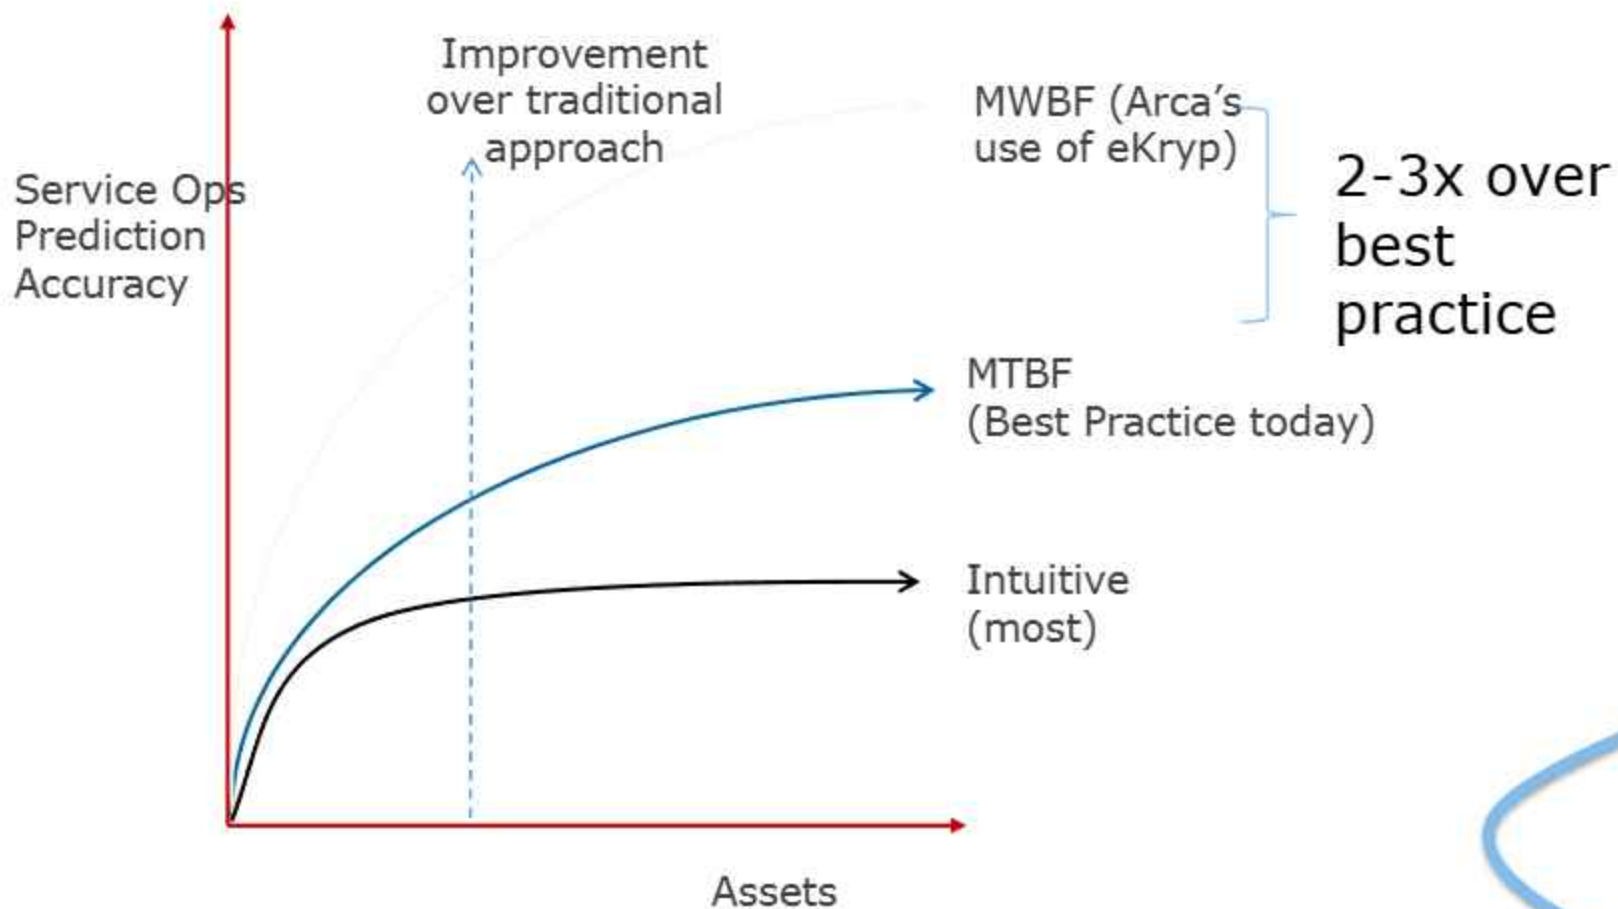 Improvement
over traditional
approach
Service Ops
Prediction
Accuracy
MWBF (Arca's
use of eKryp)
2-3x over
best
practice
MTBF
(Best Practice today)
Intuitive
(most)
Assets